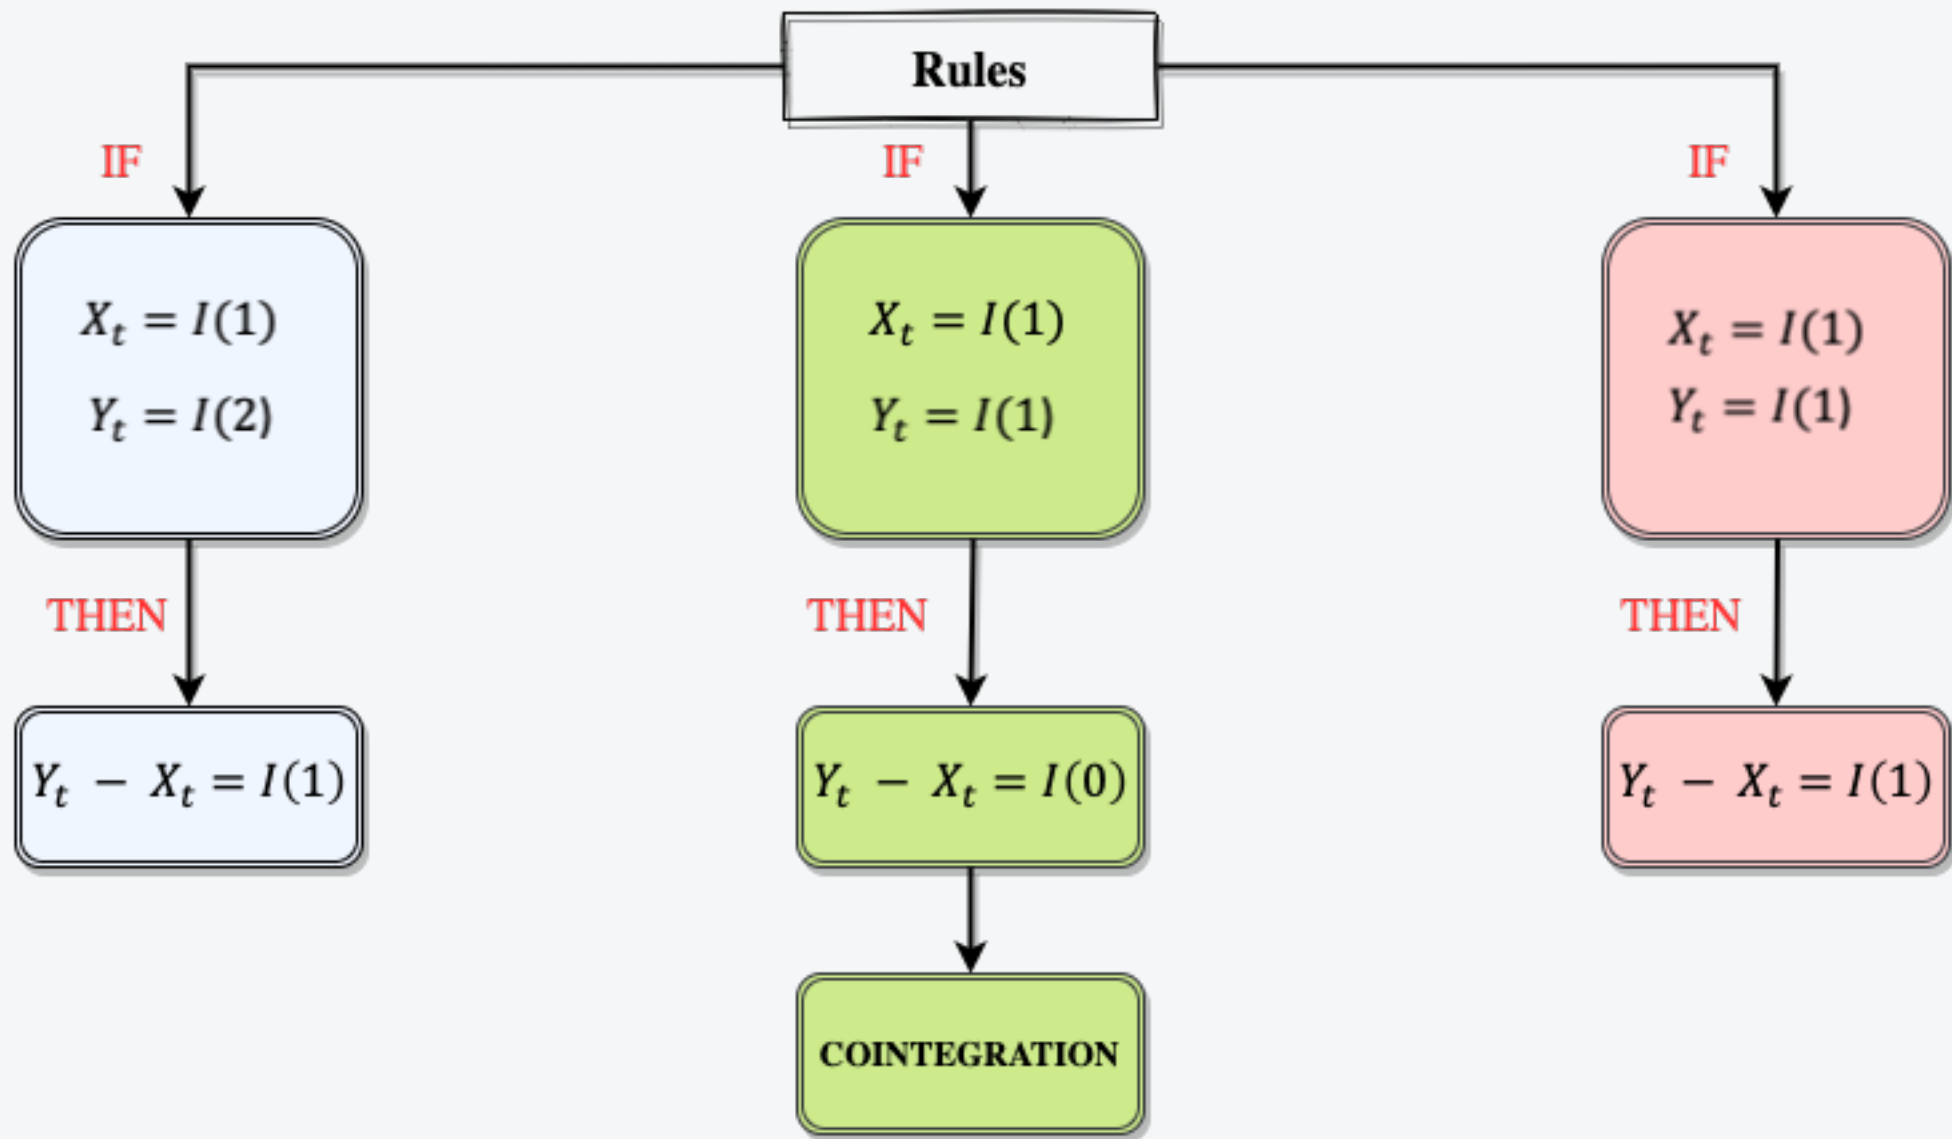 Rules
IF
IF
IF
X_t = I(1)
Y_t = I(2)
X_t = I(1)
Y_t = I(1)
X_t = I(1)
Y_t = I(1)
THEN
THEN
THEN
Y_t − X_t = I(1)
Y_t − X_t = I(0)
Y_t − X_t = I(1)
COINTEGRATION